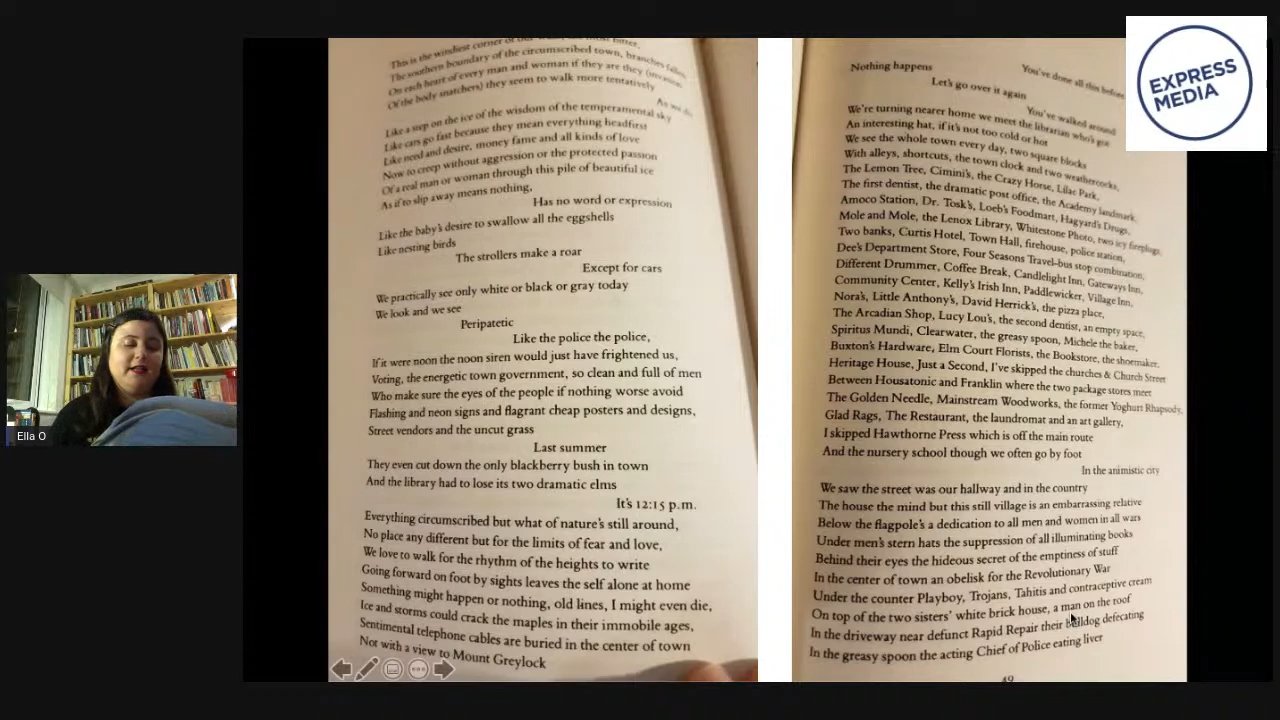 This is the windiest corner of our
The southern boundary of the circumscribed town, branches fallen
On each heart of every man and woman if they are they (invasion
Of the body snatchers) they seem to walk more tentatively
As we do
Like a step on the ice of the wisdom of the temperamental sky
Like cars go fast because they mean everything headfirst
Like need and desire, money fame and all kinds of love
Now to creep without aggression or the protected passion
Of a real man or woman through this pile of beautiful ice
As if to slip away means nothing,
Has no word or expression
Like the baby's desire to swallow all the eggshells
Like nesting birds
The strollers make a roar
Except for cars
We practically see only white or black or gray today
We look and we see
Peripatetic
Like the police the police,
If it were noon the noon siren would just have frightened us,
Voting, the energetic town government, so clean and full of men
Who make sure the eyes of the people if nothing worse avoid
Flashing and neon signs and flagrant cheap posters and designs,
Street vendors and the uncut grass
Last summer
They even cut down the only blackberry bush in town
And the library had to lose its two dramatic elms
It's 12:15 p.m.
Everything circumscribed but what of nature's still around,
No place any different but for the limits of fear and love,
We love to walk for the rhythm of the heights to write
Going forward on foot by sights leaves the self alone at home
Something might happen or nothing, old lines, I might even die,
Ice and storms could crack the maples in their immobile ages,
Sentimental telephone cables are buried in the center of town
Not with a view to Mount Greylock
Nothing happens
You've done all this before
Let's go over it again
You've walked around
We're turning nearer home we meet the librarian who's got
An interesting hat, if it's not too cold or hot
We see the whole town every day, two square blocks
With alleys, shortcuts, the town clock and two weathercocks,
The Lemon Tree, Cimini's, the Crazy Horse, Lilac Park,
The first dentist, the dramatic post office, the Academy landmark,
Amoco Station, Dr. Tosk's, Loeb's Foodmart, Hagyard's Drugs,
Mole and Mole, the Lenox Library, Whitestone Photo, two icy fireplugs,
Two banks, Curtis Hotel, Town Hall, firehouse, police station,
Dee's Department Store, Four Seasons Travel-bus stop combination,
Different Drummer, Coffee Break, Candlelight Inn, Gateways Inn,
Community Center, Kelly's Irish Inn, Paddlewicker, Village Inn,
Nora's, Little Anthony's, David Herrick's, the pizza place,
The Arcadian Shop, Lucy Lou's, the second dentist, an empty space,
Spiritus Mundi, Clearwater, the greasy spoon, Michele the baker,
Buxton's Hardware, Elm Court Florists, the Bookstore, the shoemaker,
Heritage House, Just a Second, I've skipped the churches & Church Street
Between Housatonic and Franklin where the two package stores meet
The Golden Needle, Mainstream Woodworks, the former Yoghurt Rhapsody,
Glad Rags, The Restaurant, the laundromat and an art gallery,
I skipped Hawthorne Press which is off the main route
And the nursery school though we often go by foot
In the animistic city
We saw the street was our hallway and in the country
The house the mind but this still village is an embarrassing relative
Below the flagpole's a dedication to all men and women in all wars
Under men's stern hats the suppression of all illuminating books
Behind their eyes the hideous secret of the emptiness of stuff
In the center of town an obelisk for the Revolutionary War
Under the counter Playboy, Trojans, Tahitis and contraceptive cream
On top of the two sisters' white brick house, a man on the roof
In the driveway near defunct Rapid Repair their Bulldog defecating
In the greasy spoon the acting Chief of Police eating liver
49
EXPRESS
MEDIA
Ella O